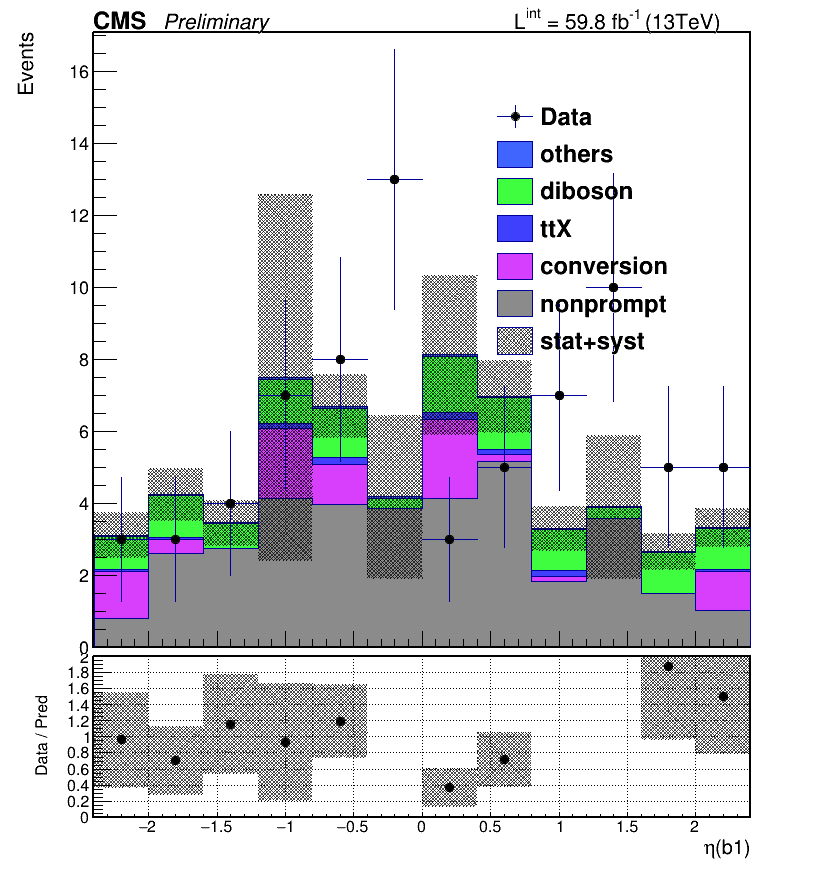 CMS Preliminary L^int = 59.8 fb^-1 (13TeV)
Events
16
14
12
10
8
6
4
2
0
Data
others
diboson
ttX
conversion
nonprompt
stat+syst
Data / Pred
2
1.8
1.6
1.4
1.2
1
0.8
0.6
0.4
0.2
0
−2 −1.5 −1 −0.5 0 0.5 1 1.5 2
η(b1)